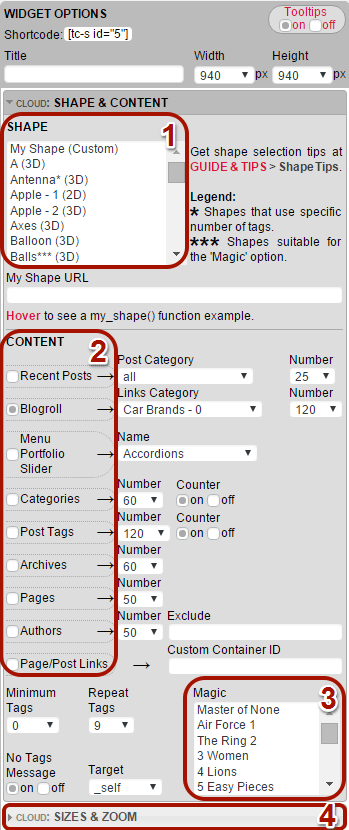 WIDGET OPTIONS
Tooltips
on off
Shortcode: [tc-s id="5"]
Title Width Height
940 px 940 px
CLOUD: SHAPE & CONTENT
SHAPE
1
My Shape (Custom)
A (3D)
Antenna* (3D)
Apple - 1 (2D)
Apple - 2 (3D)
Axes (3D)
Balloon (3D)
Balls*** (3D)
Get shape selection tips at
GUIDE & TIPS > Shape Tips.
Legend:
* Shapes that use specific
number of tags.
*** Shapes suitable for
the 'Magic' option.
My Shape URL
Hover to see a my_shape() function example.
CONTENT
2
Post Category Number
Recent Posts → all 25
Links Category Number
Blogroll → Car Brands - 0 120
Menu
Portfolio
Slider
→
Name
Accordions
Number Counter
Categories → 60 on off
Number Counter
Post Tags → 120 on off
Number
Archives → 60
Number
Pages → 50
Number Exclude
Authors → 50
Custom Container ID
Page/Post Links →
Minimum
Tags
0
Repeat
Tags
9
No Tags
Message
on off
Target
_self
Magic
3
Master of None
Air Force 1
The Ring 2
3 Women
4 Lions
5 Easy Pieces
CLOUD: SIZES & ZOOM
4